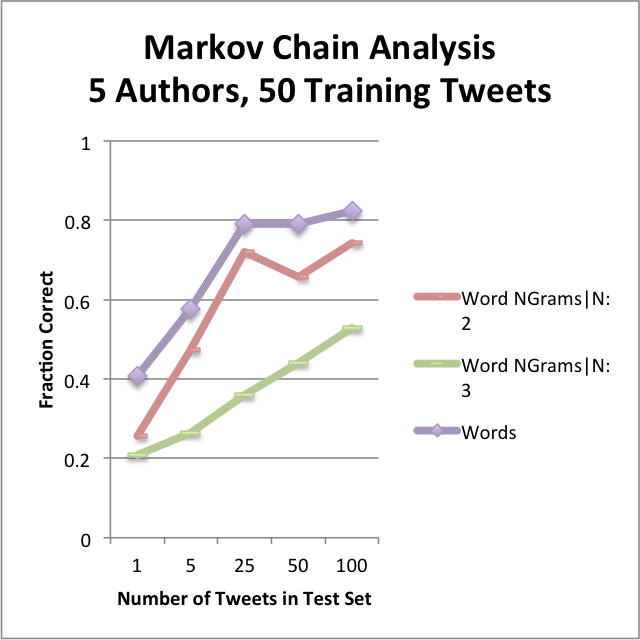 Markov Chain Analysis
5 Authors, 50 Training Tweets
1
0.8
0.6
0.4
0.2
0
Fraction Correct
1 5 25 50 100
Number of Tweets in Test Set
Word NGrams|N:
2
Word NGrams|N:
3
Words